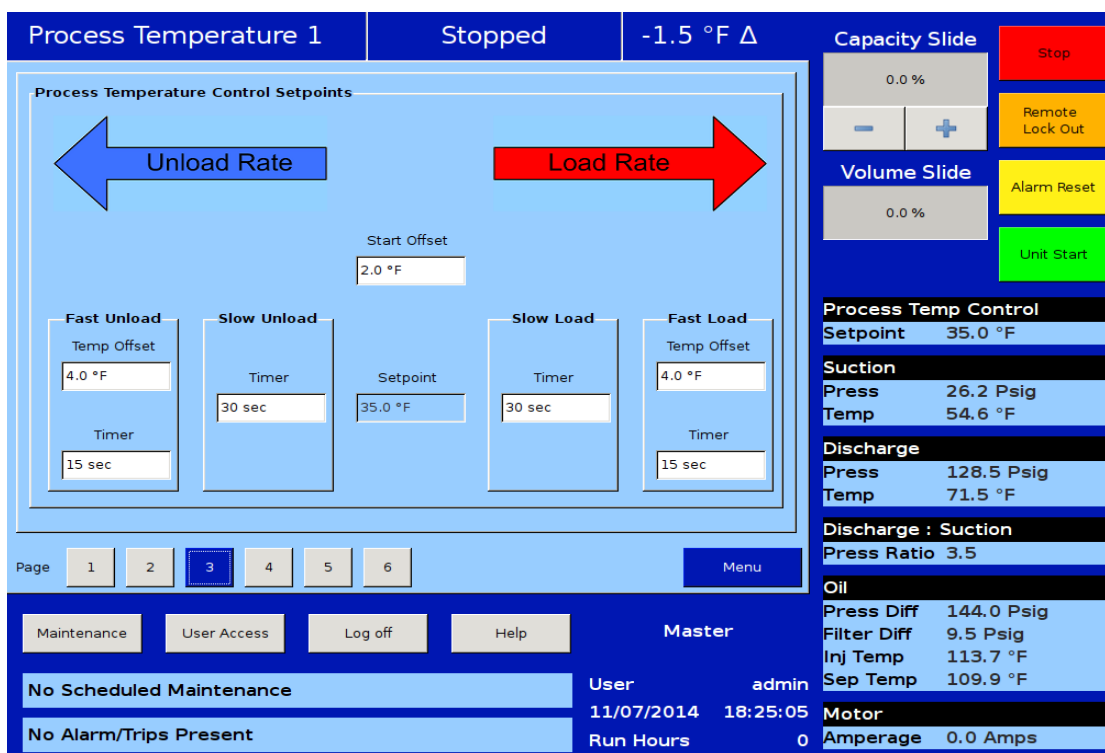 Process Temperature 1 Stopped -1.5 °F Δ
Process Temperature Control Setpoints
Unload Rate Load Rate
Start Offset
2.0 °F
Fast Unload Slow Unload Slow Load Fast Load
Temp Offset Temp Offset
4.0 °F Timer Setpoint Timer 4.0 °F
30 sec 35.0 °F 30 sec
Timer Timer
15 sec 15 sec
Page 1 2 3 4 5 6 Menu
Maintenance User Access Log off Help Master
No Scheduled Maintenance
No Alarm/Trips Present
User admin
11/07/2014 18:25:05
Run Hours 0
Capacity Slide
0.0 %
− +
Volume Slide
0.0 %
Stop
Remote
Lock Out
Alarm Reset
Unit Start
Process Temp Control
Setpoint 35.0 °F
Suction
Press 26.2 Psig
Temp 54.6 °F
Discharge
Press 128.5 Psig
Temp 71.5 °F
Discharge : Suction
Press Ratio 3.5
Oil
Press Diff 144.0 Psig
Filter Diff 9.5 Psig
Inj Temp 113.7 °F
Sep Temp 109.9 °F
Motor
Amperage 0.0 Amps